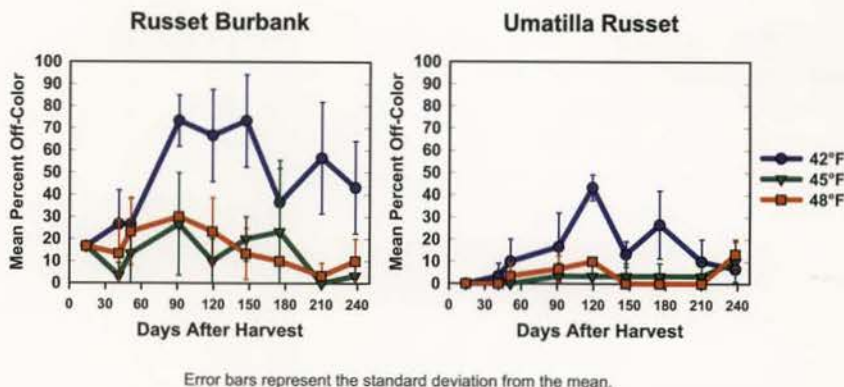 Russet Burbank
Umatilla Russet
Mean Percent Off-Color
100
90
80
70
60
50
40
30
20
10
0
0 30 60 90 120 150 180 210 240
Days After Harvest
Mean Percent Off-Color
100
90
80
70
60
50
40
30
20
10
0
0 30 60 90 120 150 180 210 240
Days After Harvest
42°F
45°F
48°F
Error bars represent the standard deviation from the mean.